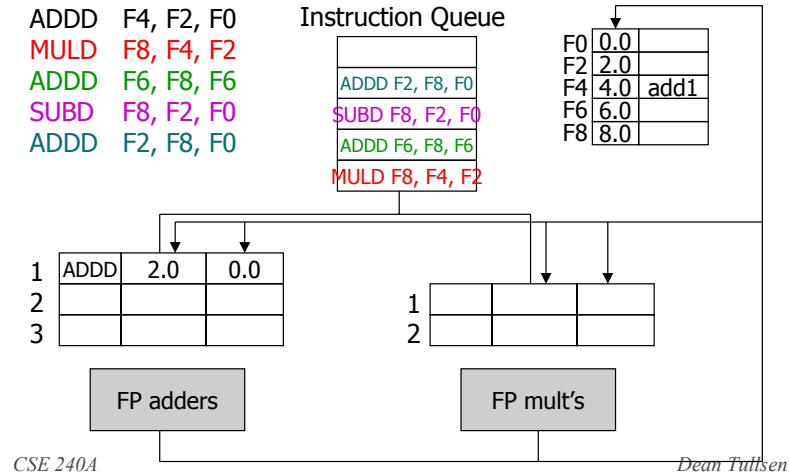 ADDD F4, F2, F0
MULD F8, F4, F2
ADDD F6, F8, F6
SUBD F8, F2, F0
ADDD F2, F8, F0
Instruction Queue
ADDD F2, F8, F0
SUBD F8, F2, F0
ADDD F6, F8, F6
MULD F8, F4, F2
F0 0.0
F2 2.0
F4 4.0 add1
F6 6.0
F8 8.0
1 ADDD 2.0 0.0
2
3
1
2
FP adders
FP mult's
CSE 240A
Dean Tullsen